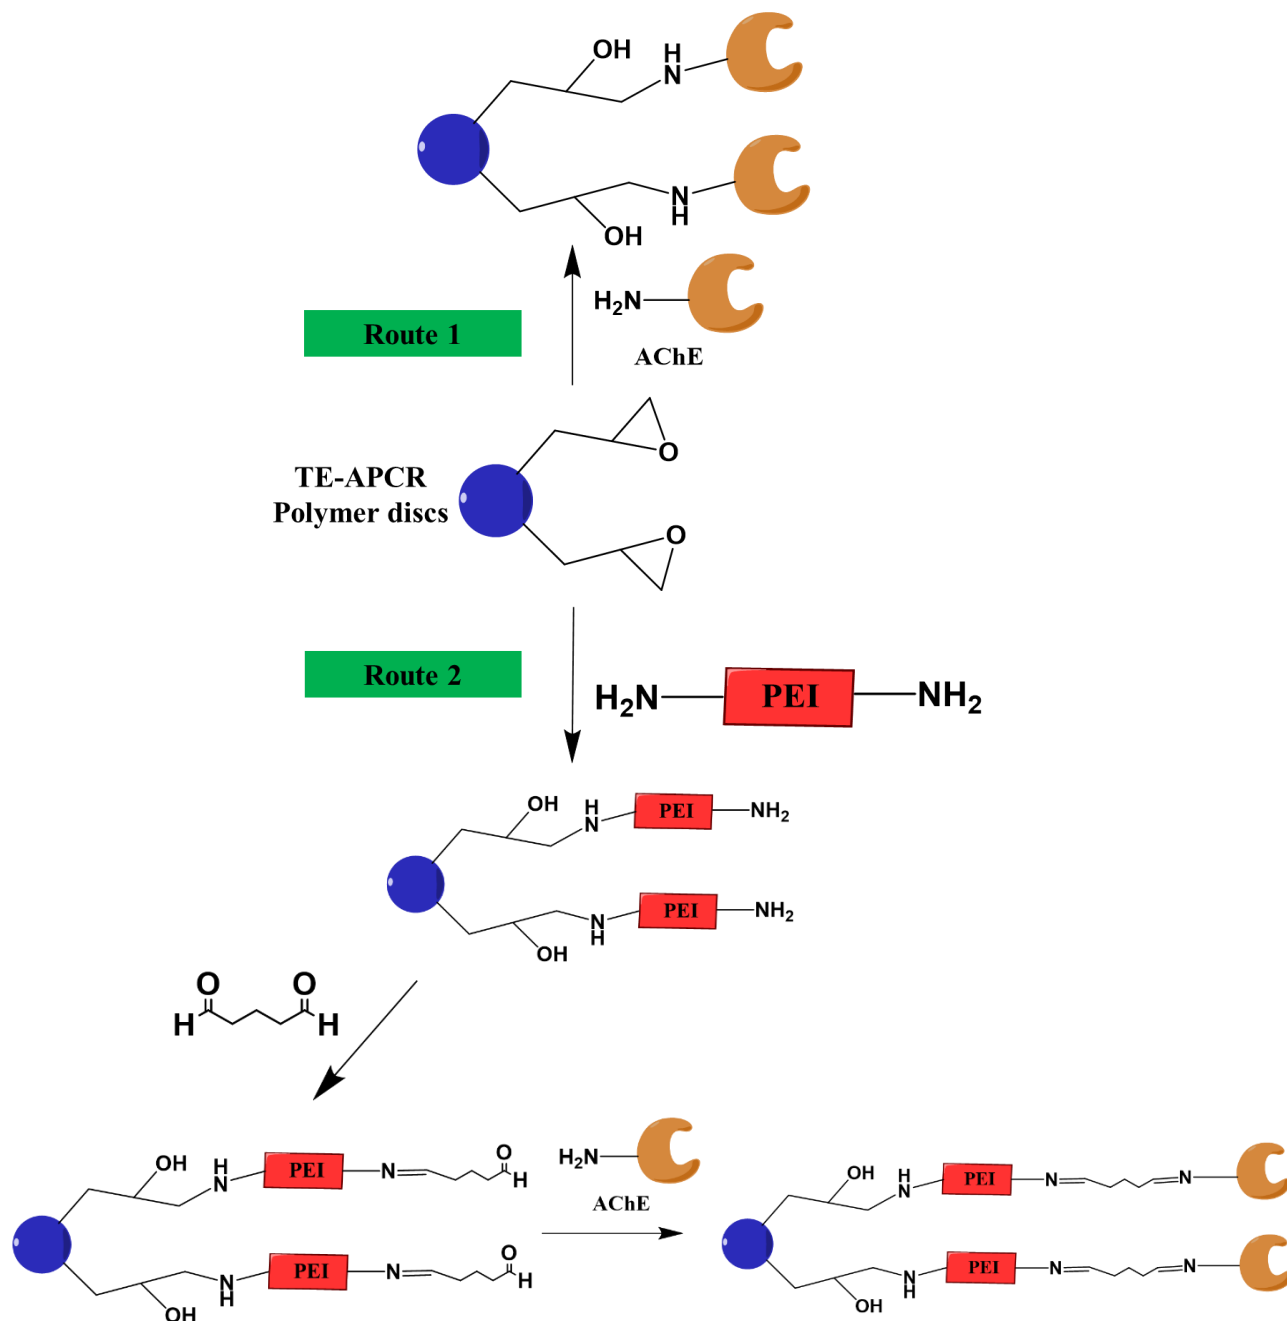 OH
H
N
N
H
OH
H₂N
AChE
Route 1
O
TE-APCR
Polymer discs
O
Route 2
H₂N
PEI
NH₂
OH
H
N
PEI
NH₂
PEI
NH₂
N
H
OH
O
O
H
H
OH
H
N
PEI
N
O
H
H₂N
AChE
PEI
N
O
H
N
H
OH
OH
H
N
PEI
N
N
PEI
N
N
N
H
OH